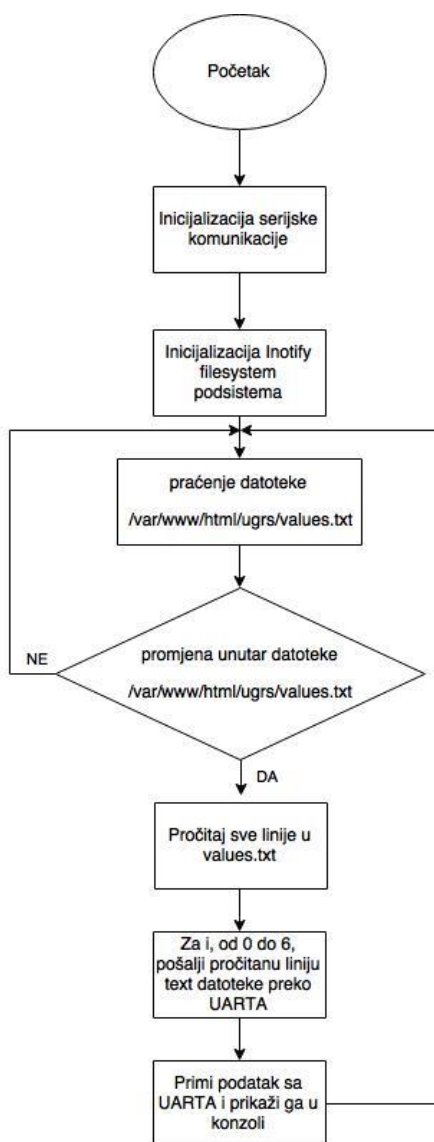 Početak
Inicijalizacija serijske
komunikacije
Inicijalizacija Inotify
filesystem
podsistema
praćenje datoteke
/var/www/html/ugrs/values.txt
promjena unutar datoteke
/var/www/html/ugrs/values.txt
NE
DA
Pročitaj sve linije u
values.txt
Za i, od 0 do 6,
pošalji pročitanu liniju
text datoteke preko
UARTA
Primi podatak sa
UARTA i prikaži ga u
konzoli